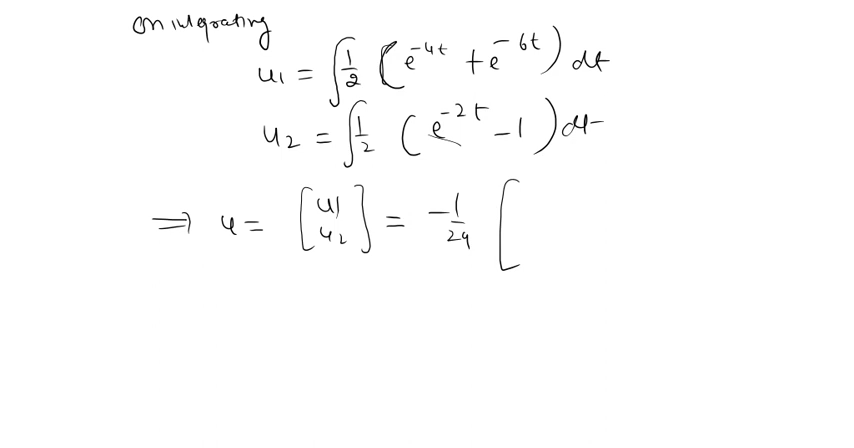 On integrating
u1 = ∫ 1/2 (e^-4t + e^-6t) dt
u2 = ∫ 1/2 (e^-2t - 1) dt
⟹ u = [u1 u2] = -1/24 [